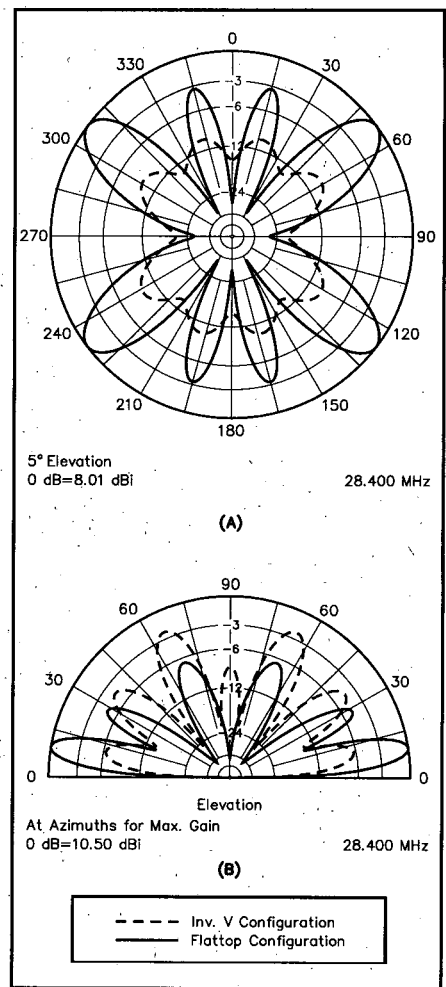 0
330
30
-3
-6
300
60
-12
-24
270
90
240
120
210
150
180
5° Elevation
0 dB=8.01 dBi
28.400 MHz
(A)
90
60
60
-3
-6
30
30
-12
-24
0
0
Elevation
At Azimuths for Max. Gain
0 dB=10.50 dBi
28.400 MHz
(B)
Inv. V Configuration
Flattop Configuration